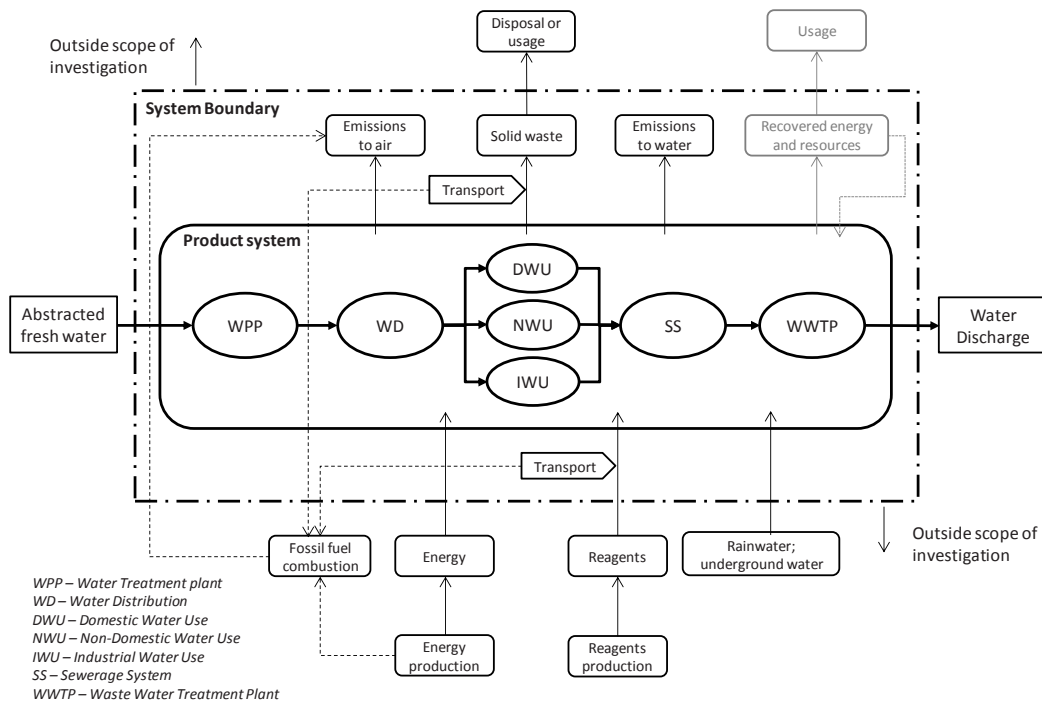 Outside scope of
investigation
Disposal or
usage
Usage
System Boundary
Emissions
to air
Solid waste
Emissions
to water
Recovered energy
and resources
Transport
Product system
Abstracted
fresh water
WPP
WD
DWU
NWU
IWU
SS
WWTP
Water
Discharge
Transport
Outside scope of
investigation
Fossil fuel
combustion
Energy
Reagents
Rainwater;
underground water
Energy
production
Reagents
production
WPP – Water Treatment plant
WD – Water Distribution
DWU – Domestic Water Use
NWU – Non-Domestic Water Use
IWU – Industrial Water Use
SS – Sewerage System
WWTP – Waste Water Treatment Plant